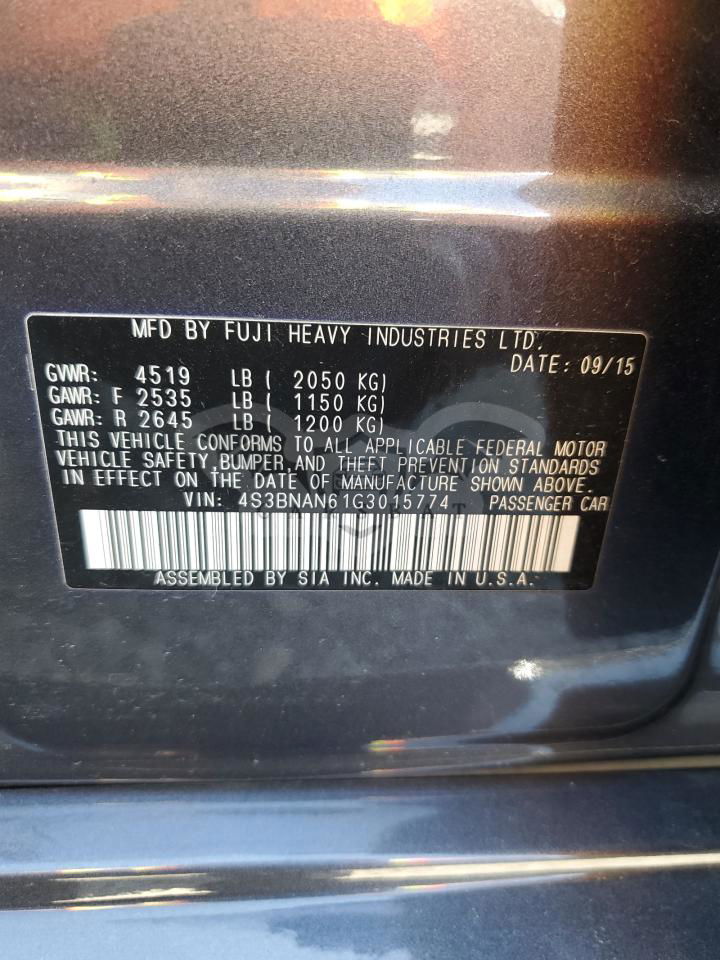 MFD BY FUJI HEAVY INDUSTRIES LTD.
DATE: 09/15
GVWR: 4519 LB ( 2050 KG)
GAWR: F 2535 LB ( 1150 KG)
GAWR: R 2645 LB ( 1200 KG)
THIS VEHICLE CONFORMS TO ALL APPLICABLE FEDERAL MOTOR
VEHICLE SAFETY,BUMPER,AND THEFT PREVENTION STANDARDS
IN EFFECT ON THE DATE OF MANUFACTURE SHOWN ABOVE.
VIN: 4S3BNAN61G3015774 PASSENGER CAR
ASSEMBLED BY SIA INC. MADE IN U.S.A.